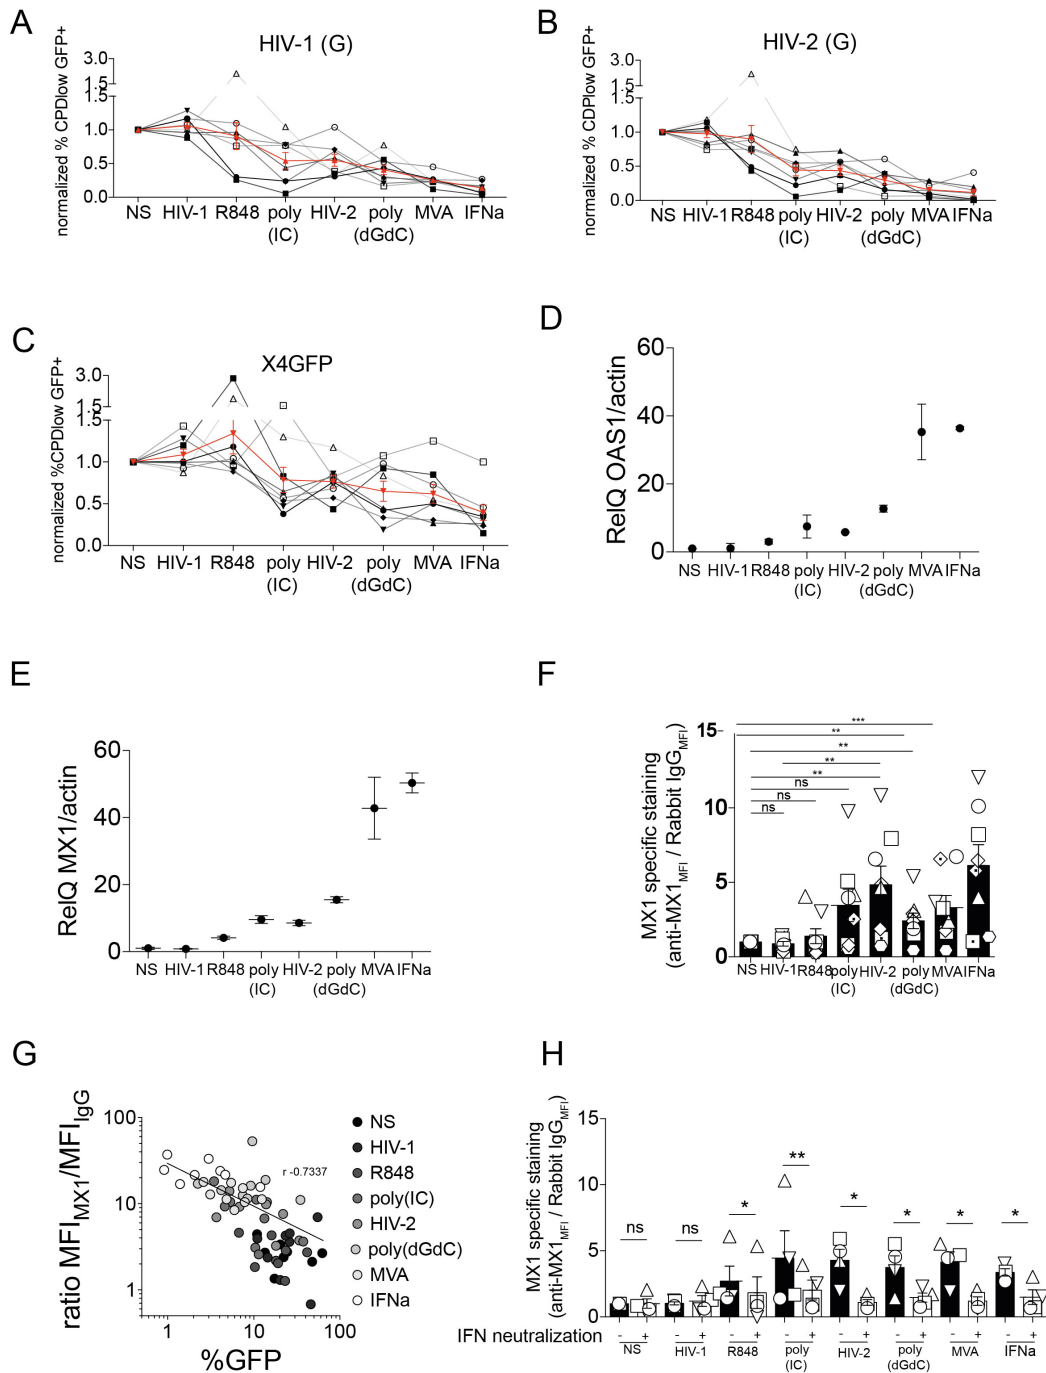 A
HIV-1 (G)
normalized % CPDlow GFP+
3.0
1.5
1.5
1.0
0.5
0.0
NS HIV-1 R848 poly HIV-2 poly MVA IFNa
(IC) (dGdC)
B
HIV-2 (G)
normalized % CDPlow GFP+
3.0
1.5
1.5
1.0
0.5
0.0
NS HIV-1 R848 poly HIV-2 poly MVA IFNa
(IC) (dGdC)
C
X4GFP
normalized %CPDlow GFP+
3.0
1.5
1.5
1.0
0.5
0.0
NS HIV-1 R848 poly HIV-2 poly MVA IFNa
(IC) (dGdC)
D
RelQ OAS1/actin
60
40
20
0
NS HIV-1 R848 poly HIV-2 poly MVA IFNa
(IC) (dGdC)
E
RelQ MX1/actin
60
40
20
0
NS HIV-1 R848 poly HIV-2 poly MVA IFNa
(IC) (dGdC)
F
MX1 specific staining
(anti-MX1MFI / Rabbit IgGMFI)
15
10
5
0
***
**
**
**
**
ns
ns
ns
NS HIV-1 R848 poly HIV-2 poly MVA IFNa
(IC) (dGdC)
G
ratio MFIMX1/MFIIgG
100
10
1
r -0.7337
1 10 100
%GFP
NS
HIV-1
R848
poly(IC)
HIV-2
poly(dGdC)
MVA
IFNa
H
MX1 specific staining
(anti-MX1MFI / Rabbit IgGMFI)
15
10
5
0
ns ns * ** * * * *
IFN neutralization - + - + - + - + - + - + - + - +
NS HIV-1 R848 poly HIV-2 poly MVA IFNa
(IC) (dGdC)